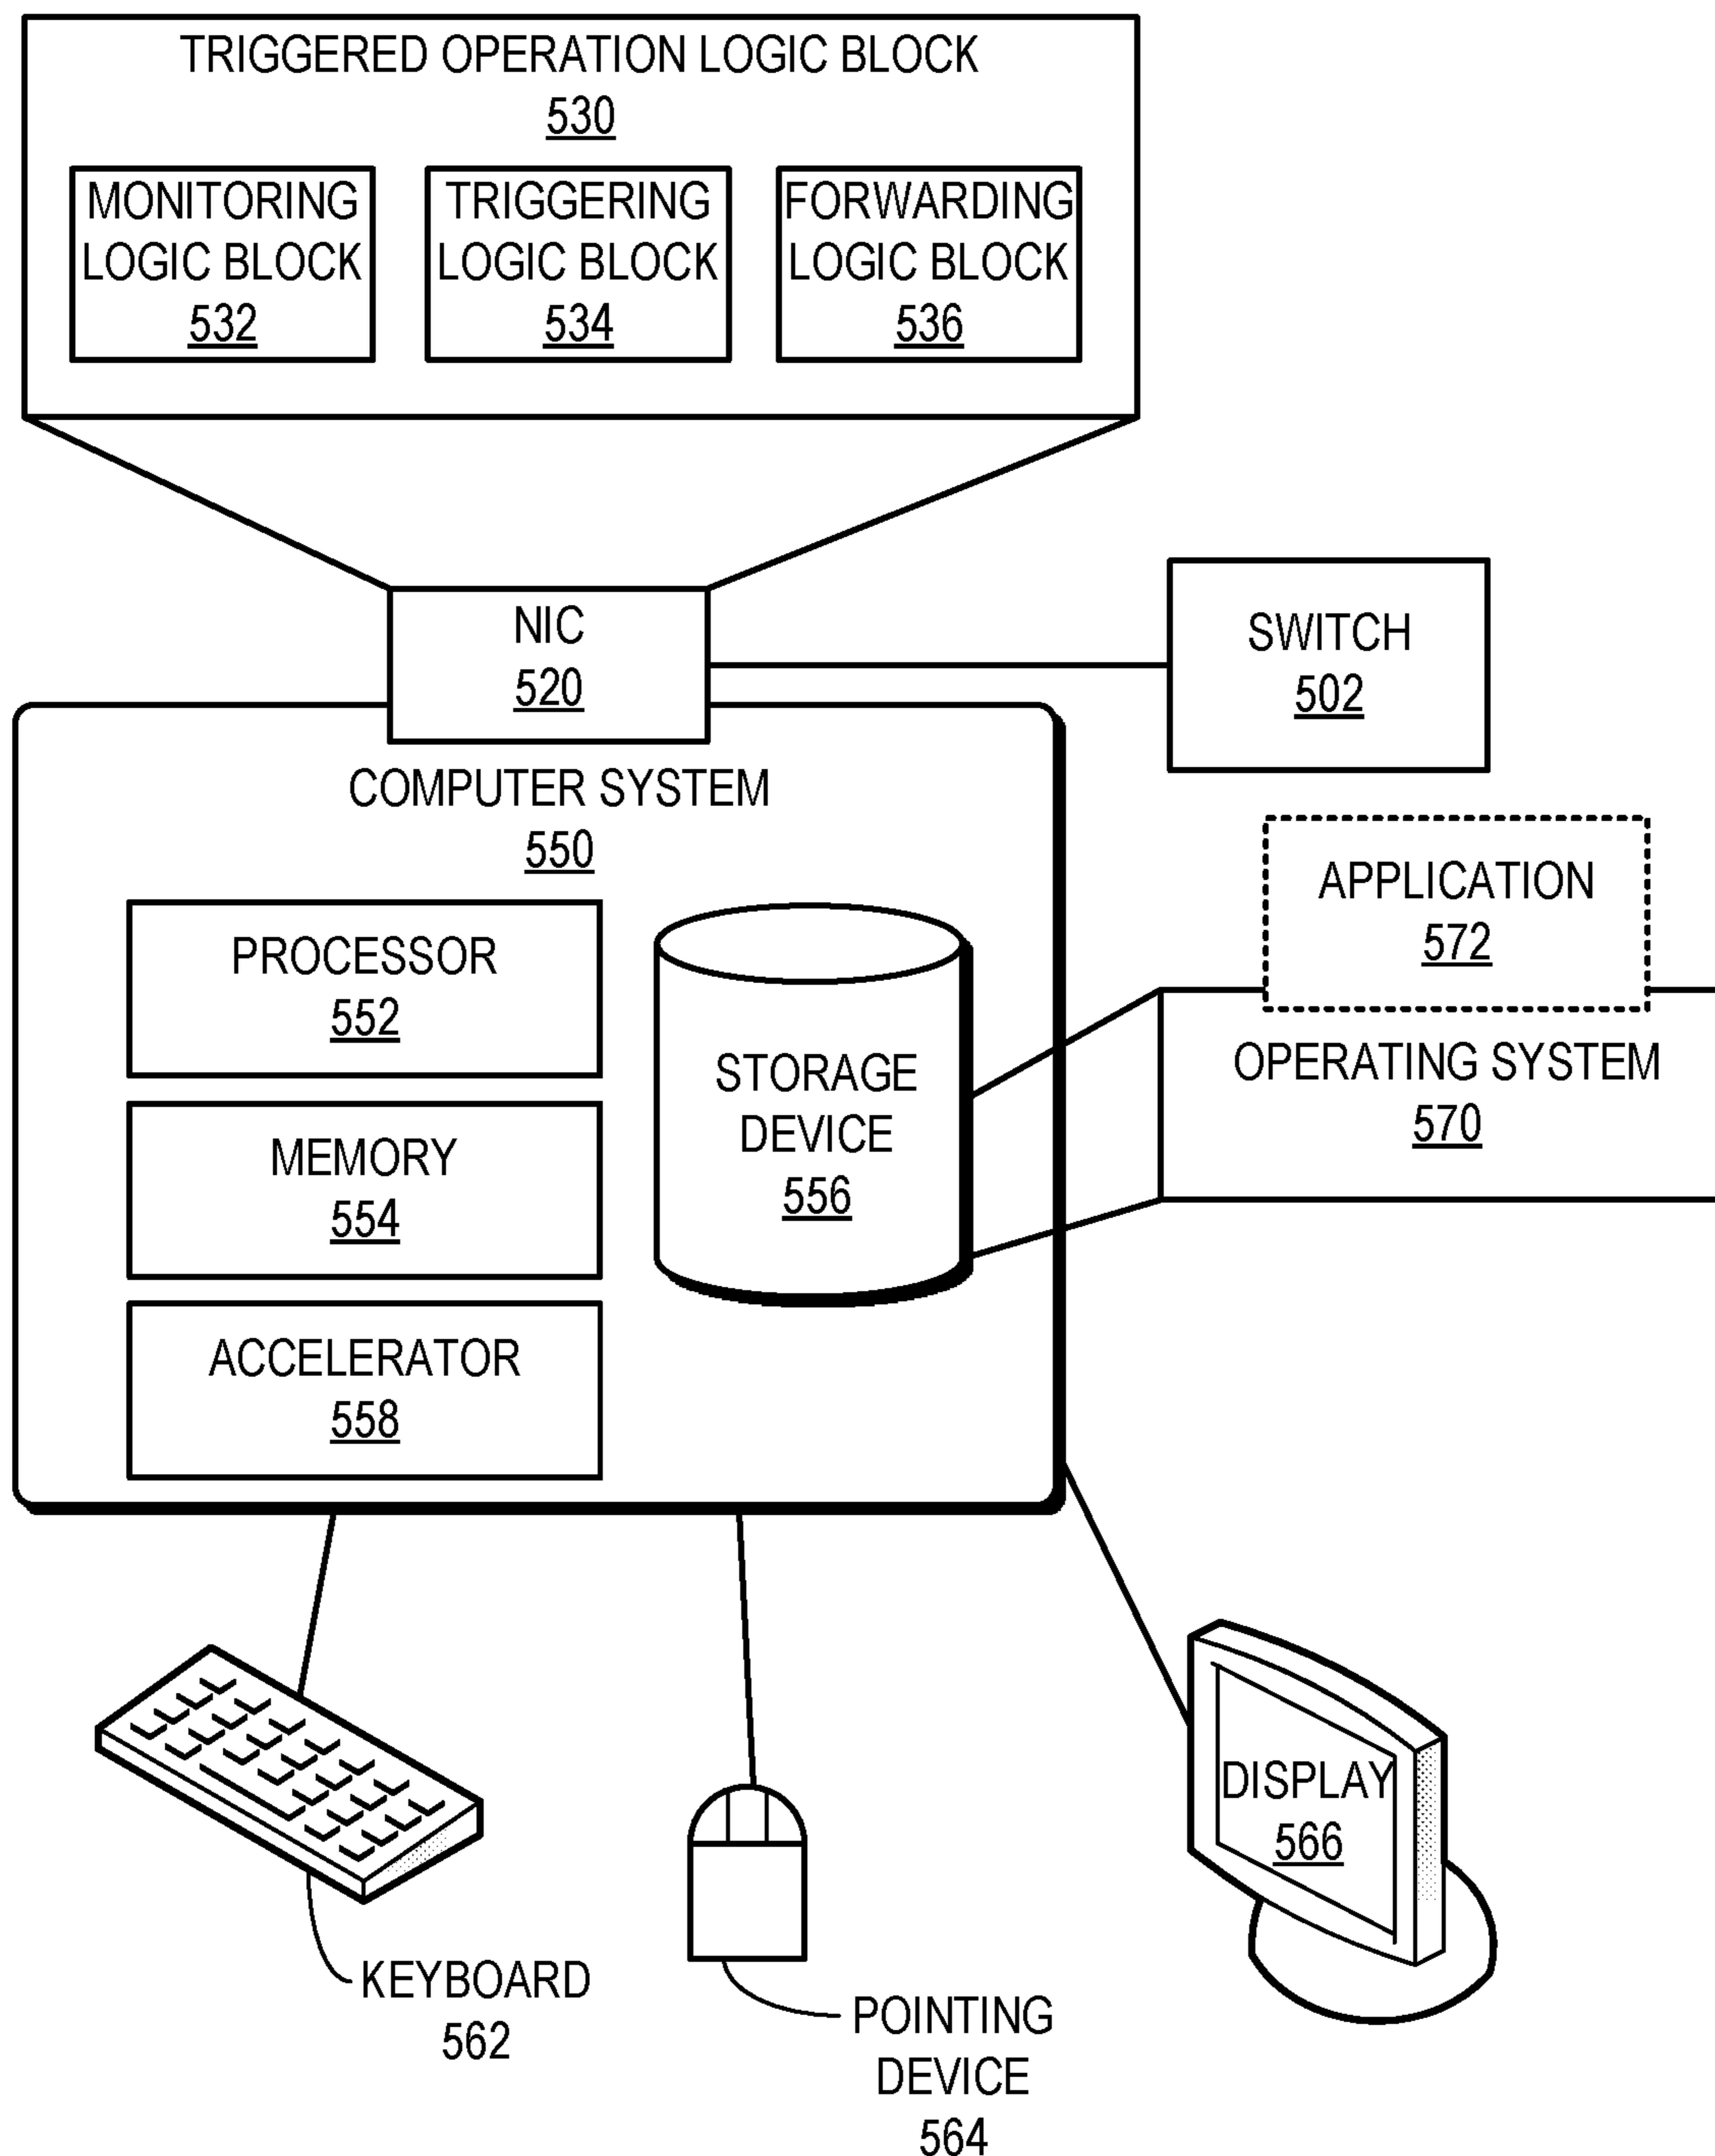 TRIGGERED OPERATION LOGIC BLOCK
530
MONITORING
LOGIC BLOCK
532
TRIGGERING
LOGIC BLOCK
534
FORWARDING
LOGIC BLOCK
536
NIC
520
SWITCH
502
COMPUTER SYSTEM
550
PROCESSOR
552
MEMORY
554
ACCELERATOR
558
STORAGE
DEVICE
556
APPLICATION
572
OPERATING SYSTEM
570
KEYBOARD
562
POINTING
DEVICE
564
DISPLAY
566